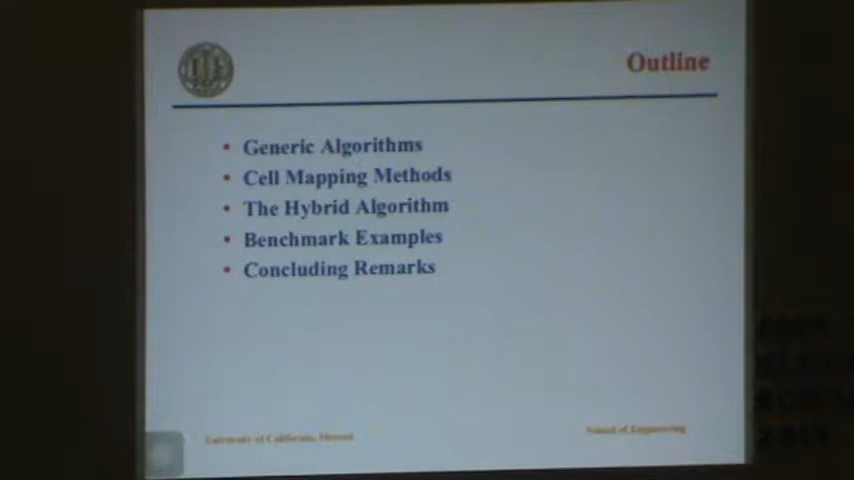 Outline
• Generic Algorithms
• Cell Mapping Methods
• The Hybrid Algorithm
• Benchmark Examples
• Concluding Remarks
University of California, Merced
School of Engineering